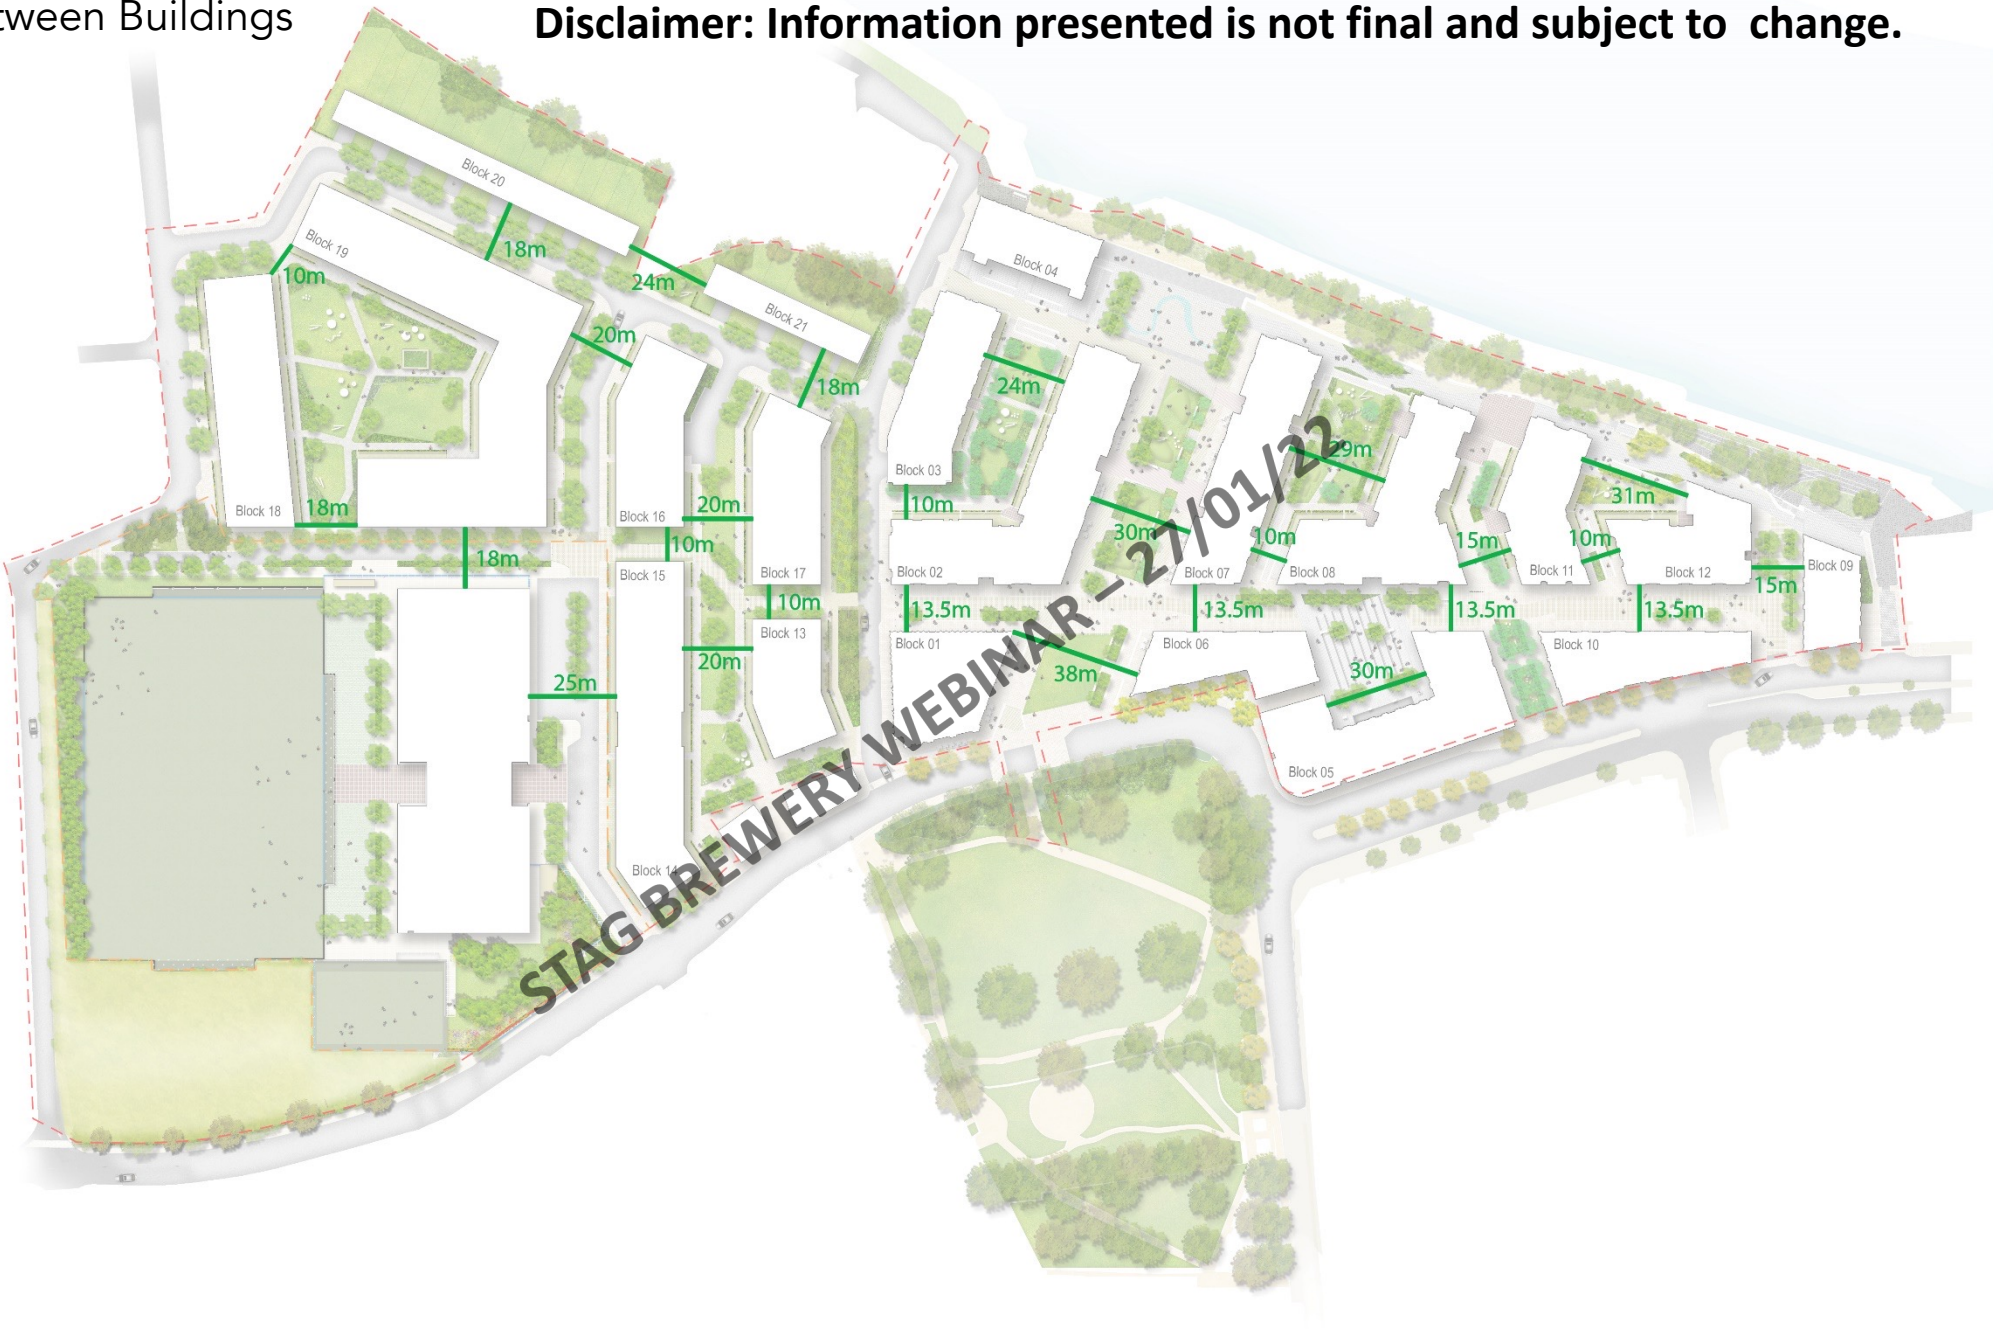 tween Buildings
Disclaimer: Information presented is not final and subject to change.
Block 20
Block 19
18m
10m
24m
Block 04
Block 21
20m
18m
24m
29m
Block 03
31m
Block 18
18m
Block 16
20m
10m
30m
10m
15m
10m
10m
18m
Block 15
Block 17
Block 02
Block 07
Block 08
Block 11
Block 12
Block 09
15m
10m
13.5m
13.5m
13.5m
13.5m
Block 13
Block 01
Block 06
Block 10
20m
38m
30m
25m
Block 05
Block 14
STAG BREWERY WEBINAR – 27/01/22